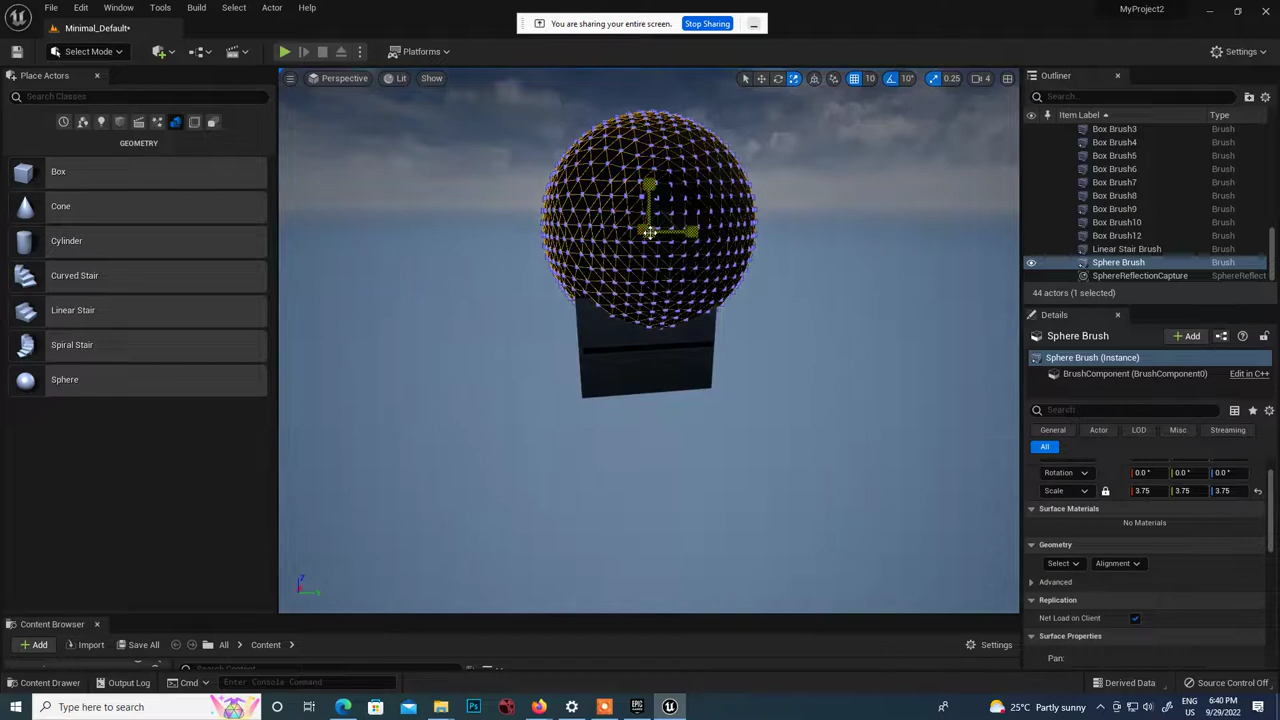 File Edit Window Tools Build Select Actor Help
MyProject2
You are sharing your entire screen. Stop Sharing
Minimal_Default
Select Mode
Platforms
Settings
Place Actors
Search Classes
GEOMETRY
Box
Cone
Cylinder
Curved Stair
Linear Stair
Spiral Stair
Sphere
Perspective Lit Show
10 10° 0.25 4
Outliner
Search...
Item Label Type
Box Brush3 Brush
Box Brush4 Brush
Box Brush5 Brush
Box Brush6 Brush
Box Brush7 Brush
Box Brush8 Brush
Box Brush9 Brush
Box Brush10 Brush
Box Brush12 Brush
Linear Stair Brush Brush
Sphere Brush Brush
SphereReflectionCapture SphereReflect
44 actors (1 selected)
Details
Sphere Brush Add
Sphere Brush (Instance)
BrushComponent (BrushComponent0) Edit in C++
Search
General Actor LOD Misc Streaming
All
Rotation 0.0 ° 0.0 ° 0.0 °
Scale 3.75 3.75 3.75
Surface Materials
No Materials
Geometry
Select Alignment
Advanced
Replication
Net Load on Client
Surface Properties
Pan:
Z
Y
Content Browser
Add Import Save All All Content Settings
Search Content
Content Drawer Output Log Cmd Enter Console Command Derived Data Source Control Off
Type here to search
25°C Partly sunny
ENG
US
6:40 PM
9/28/2022